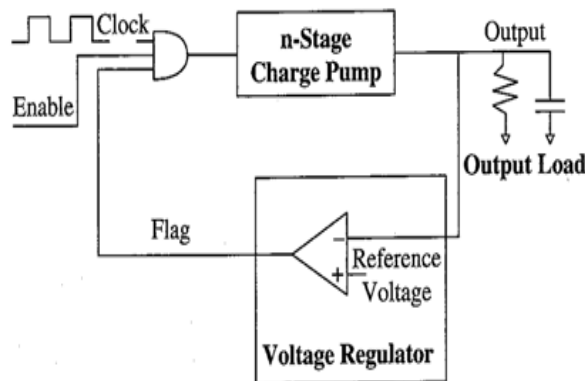 Clock
Enable
n-Stage
Charge Pump
Output
Output Load
Flag
−
+
Reference
Voltage
Voltage Regulator